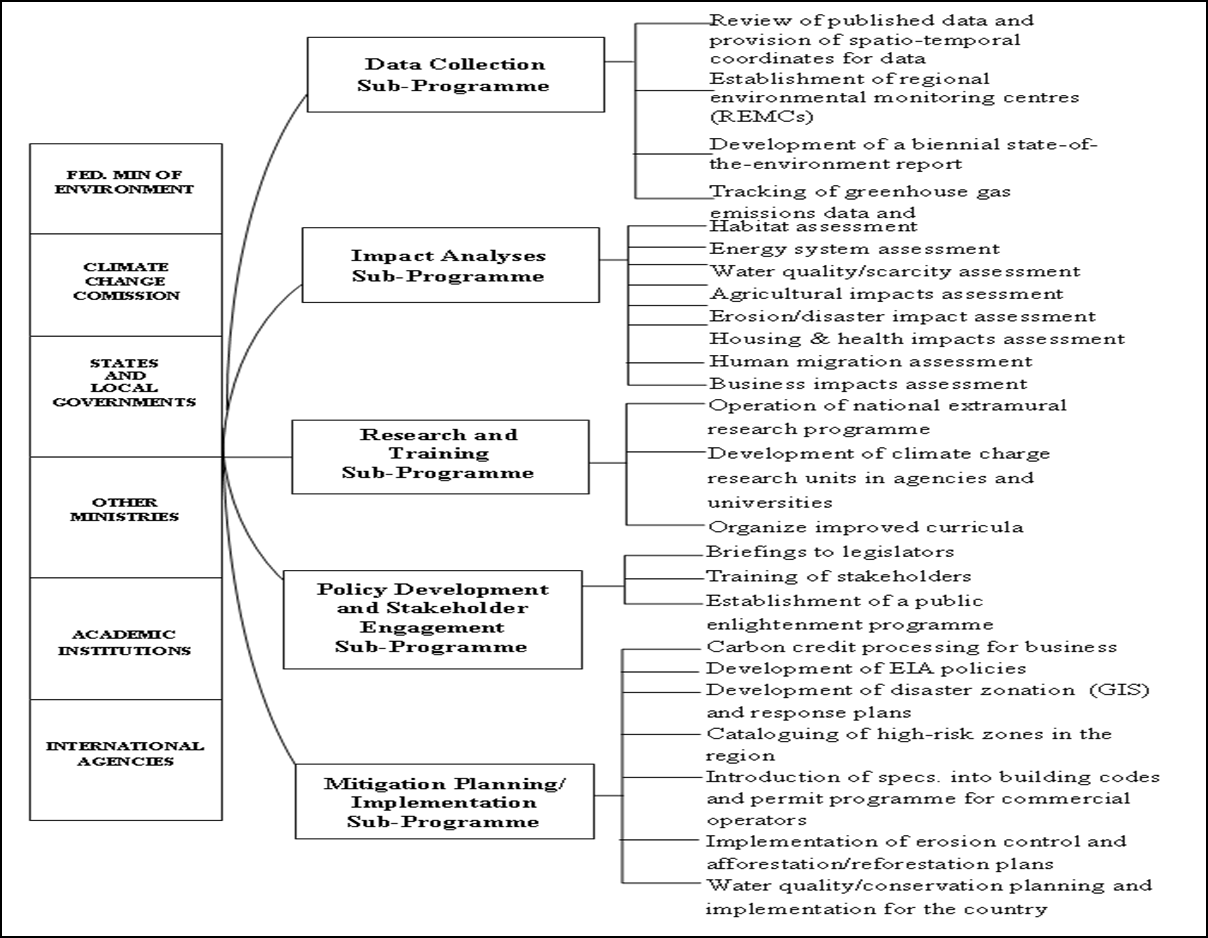 FED. MIN OF
ENVIRONMENT
CLIMATE
CHANGE
COMISSION
STATES
AND
LOCAL
GOVERNMENTS
OTHER
MINISTRIES
ACADEMIC
INSTITUTIONS
INTERNATIONAL
AGENCIES
Data Collection
Sub-Programme
Review of published data and
provision of spatio-temporal
coordinates for data
Establishment of regional
environmental monitoring centres
(REMCs)
Development of a biennial state-of-
the-environment report
Tracking of greenhouse gas
emissions data and
Impact Analyses
Sub-Programme
Habitat assessment
Energy system assessment
Water quality/scarcity assessment
Agricultural impacts assessment
Erosion/disaster impact assessment
Housing & health impacts assessment
Human migration assessment
Business impacts assessment
Research and
Training
Sub-Programme
Operation of national extramural
research programme
Development of climate charge
research units in agencies and
universities
Organize improved curricula
Policy Development
and Stakeholder
Engagement
Sub-Programme
Briefings to legislators
Training of stakeholders
Establishment of a public
enlightenment programme
Mitigation Planning/
Implementation
Sub-Programme
Carbon credit processing for business
Development of EIA policies
Development of disaster zonation (GIS)
and response plans
Cataloguing of high-risk zones in the
region
Introduction of specs. into building codes
and permit programme for commercial
operators
Implementation of erosion control and
afforestation/reforestation plans
Water quality/conservation planning and
implementation for the country